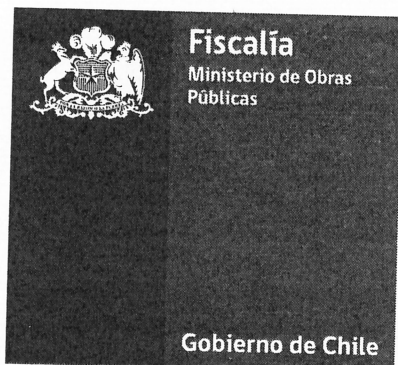 Fiscalía
Ministerio de Obras
Públicas
Gobierno de Chile